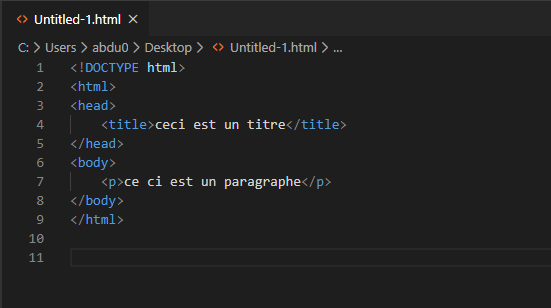 Untitled-1.html
C: > Users > abdu0 > Desktop > Untitled-1.html > ...
1 <!DOCTYPE html>
2 <html>
3 <head>
4     <title>ceci est un titre</title>
5 </head>
6 <body>
7     <p>ce ci est un paragraphe</p>
8 </body>
9 </html>
10
11